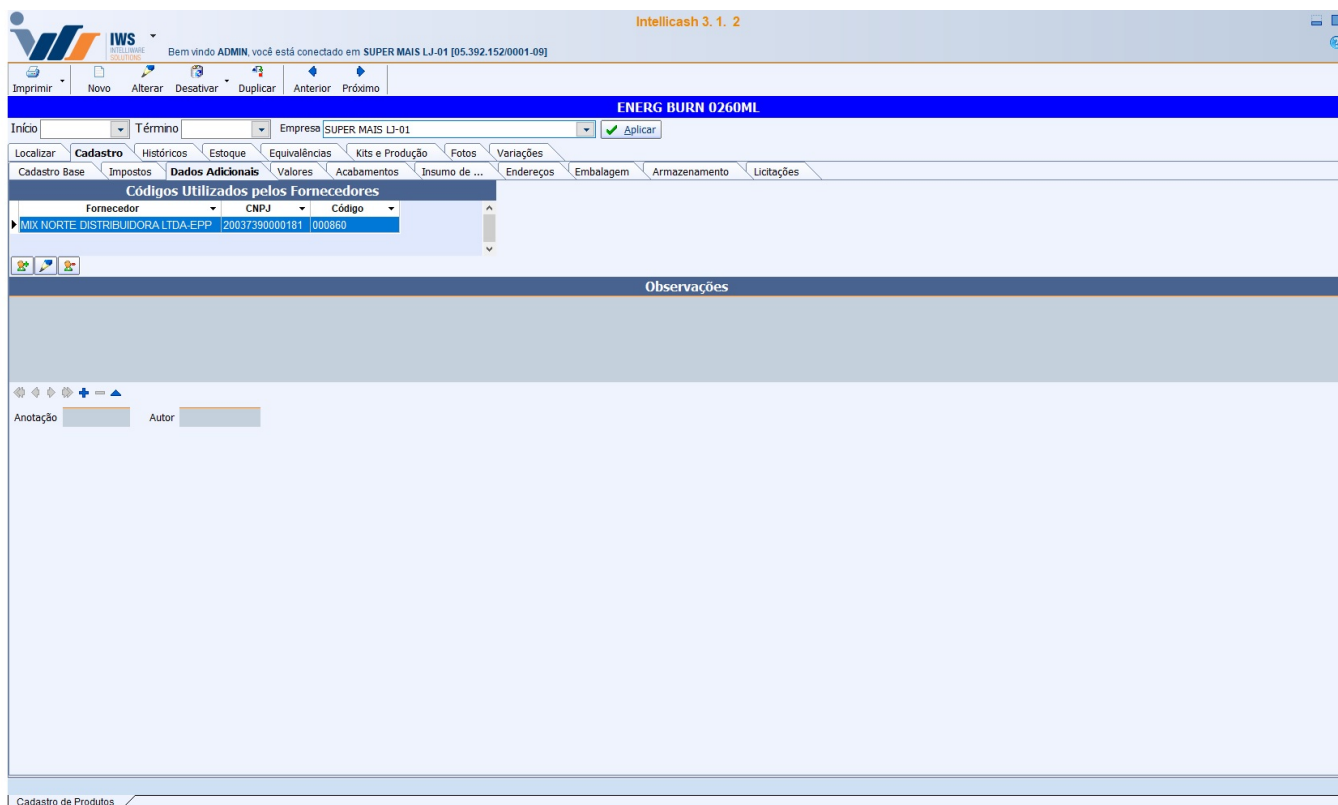 Intellicash 3. 1. 2
IWS
INTELLIWARE
SOLUTIONS
Bem vindo ADMIN, você está conectado em SUPER MAIS LJ-01 [05.392.152/0001-09]
Imprimir Novo Alterar Desativar Duplicar Anterior Próximo
ENERG BURN 0260ML
Início Término Empresa SUPER MAIS LJ-01 Aplicar
Localizar Cadastro Históricos Estoque Equivalências Kits e Produção Fotos Variações
Cadastro Base Impostos Dados Adicionais Valores Acabamentos Insumo de ... Endereços Embalagem Armazenamento Licitações
Códigos Utilizados pelos Fornecedores
Fornecedor CNPJ Código
MIX NORTE DISTRIBUIDORA LTDA-EPP 20037390000181 000860
Observações
Anotação Autor
Cadastro de Produtos